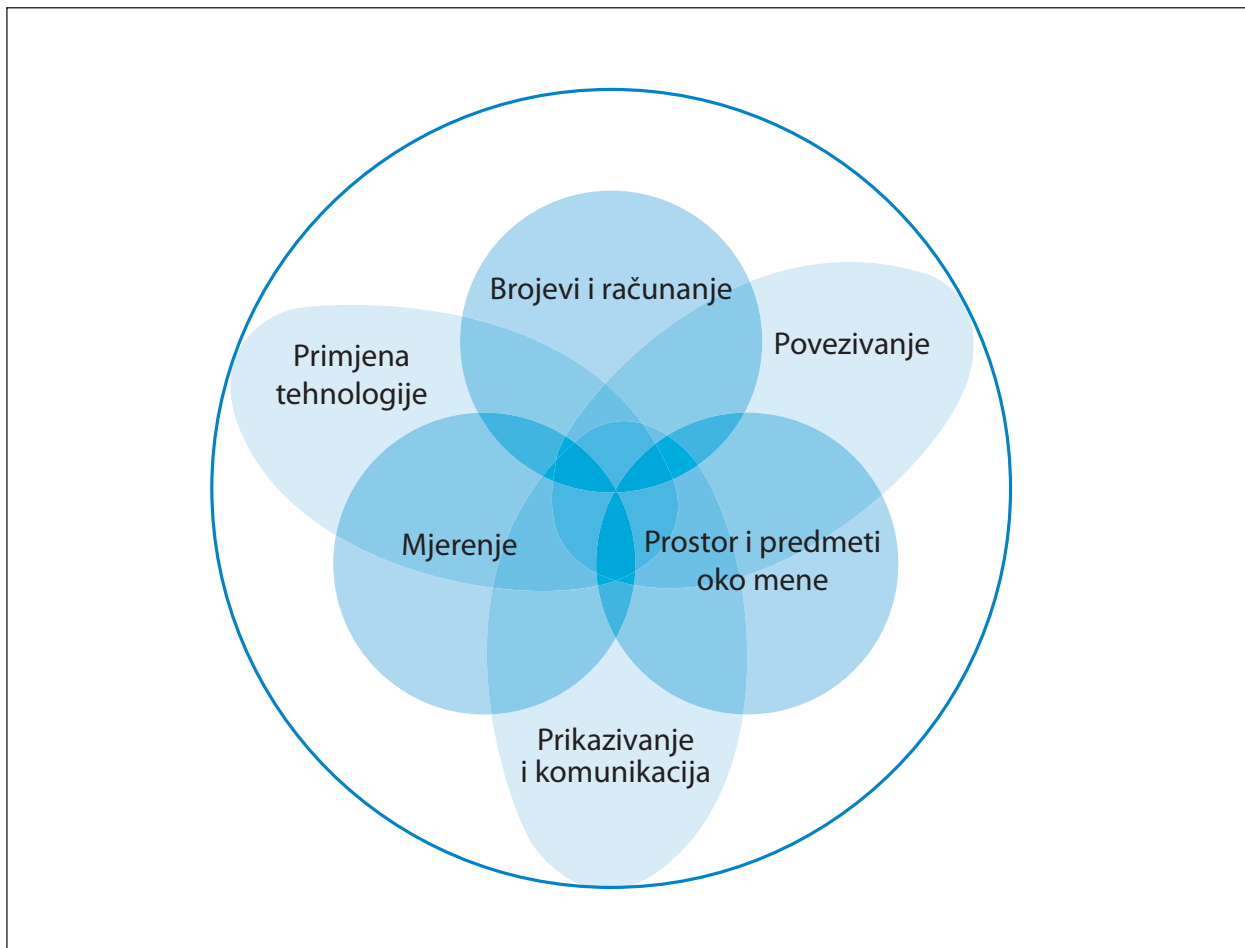 Brojevi i računanje
Povezivanje
Primjena
tehnologije
Mjerenje
Prostor i predmeti
oko mene
Prikazivanje
i komunikacija